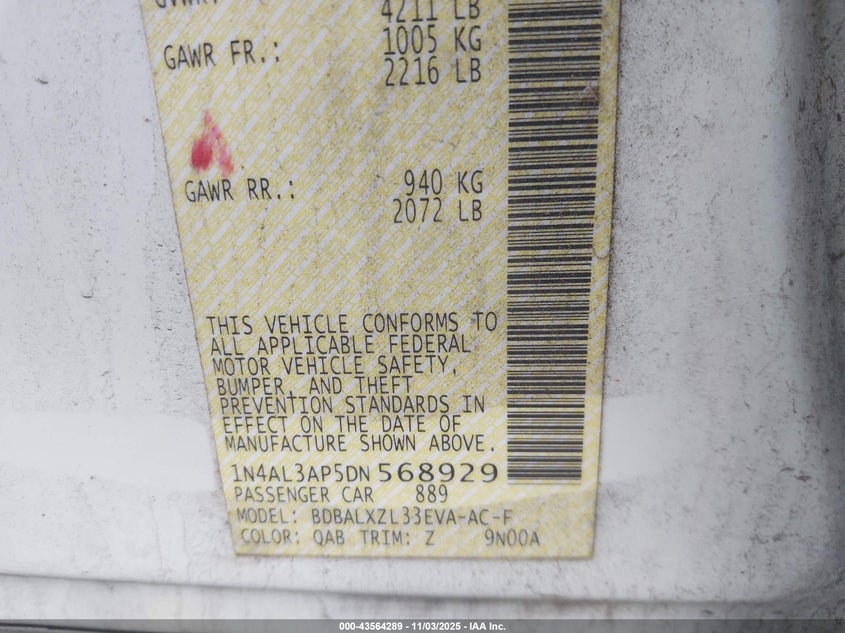 4211 LB
GAWR FR.: 1005 KG
2216 LB
GAWR RR.: 940 KG
2072 LB
THIS VEHICLE CONFORMS TO
ALL APPLICABLE FEDERAL
MOTOR VEHICLE SAFETY,
BUMPER, AND THEFT
PREVENTION STANDARDS IN
EFFECT ON THE DATE OF
MANUFACTURE SHOWN ABOVE.
1N4AL3AP5DN568929
PASSENGER CAR 889
MODEL: BDBALXZL33EVA-AC-F
COLOR: QAB TRIM: Z 9N00A
000-43564289 - 11/03/2025 - IAA Inc.